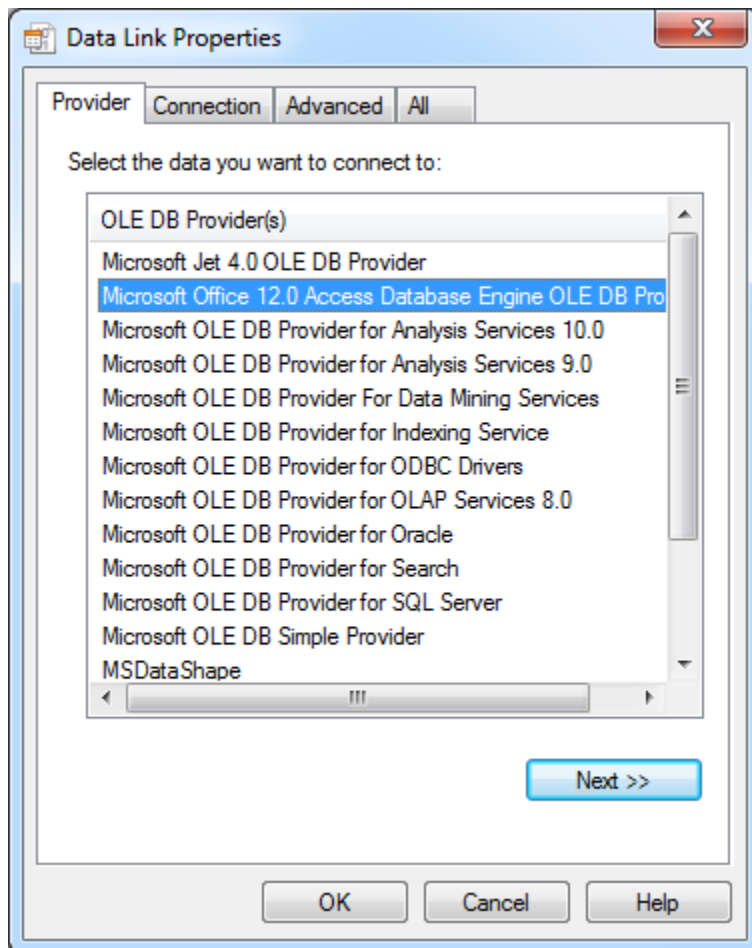 Data Link Properties
Provider Connection Advanced All
Select the data you want to connect to:
OLE DB Provider(s)
Microsoft Jet 4.0 OLE DB Provider
Microsoft Office 12.0 Access Database Engine OLE DB Pro
Microsoft OLE DB Provider for Analysis Services 10.0
Microsoft OLE DB Provider for Analysis Services 9.0
Microsoft OLE DB Provider For Data Mining Services
Microsoft OLE DB Provider for Indexing Service
Microsoft OLE DB Provider for ODBC Drivers
Microsoft OLE DB Provider for OLAP Services 8.0
Microsoft OLE DB Provider for Oracle
Microsoft OLE DB Provider for Search
Microsoft OLE DB Provider for SQL Server
Microsoft OLE DB Simple Provider
MSDataShape
Next >>
OK Cancel Help